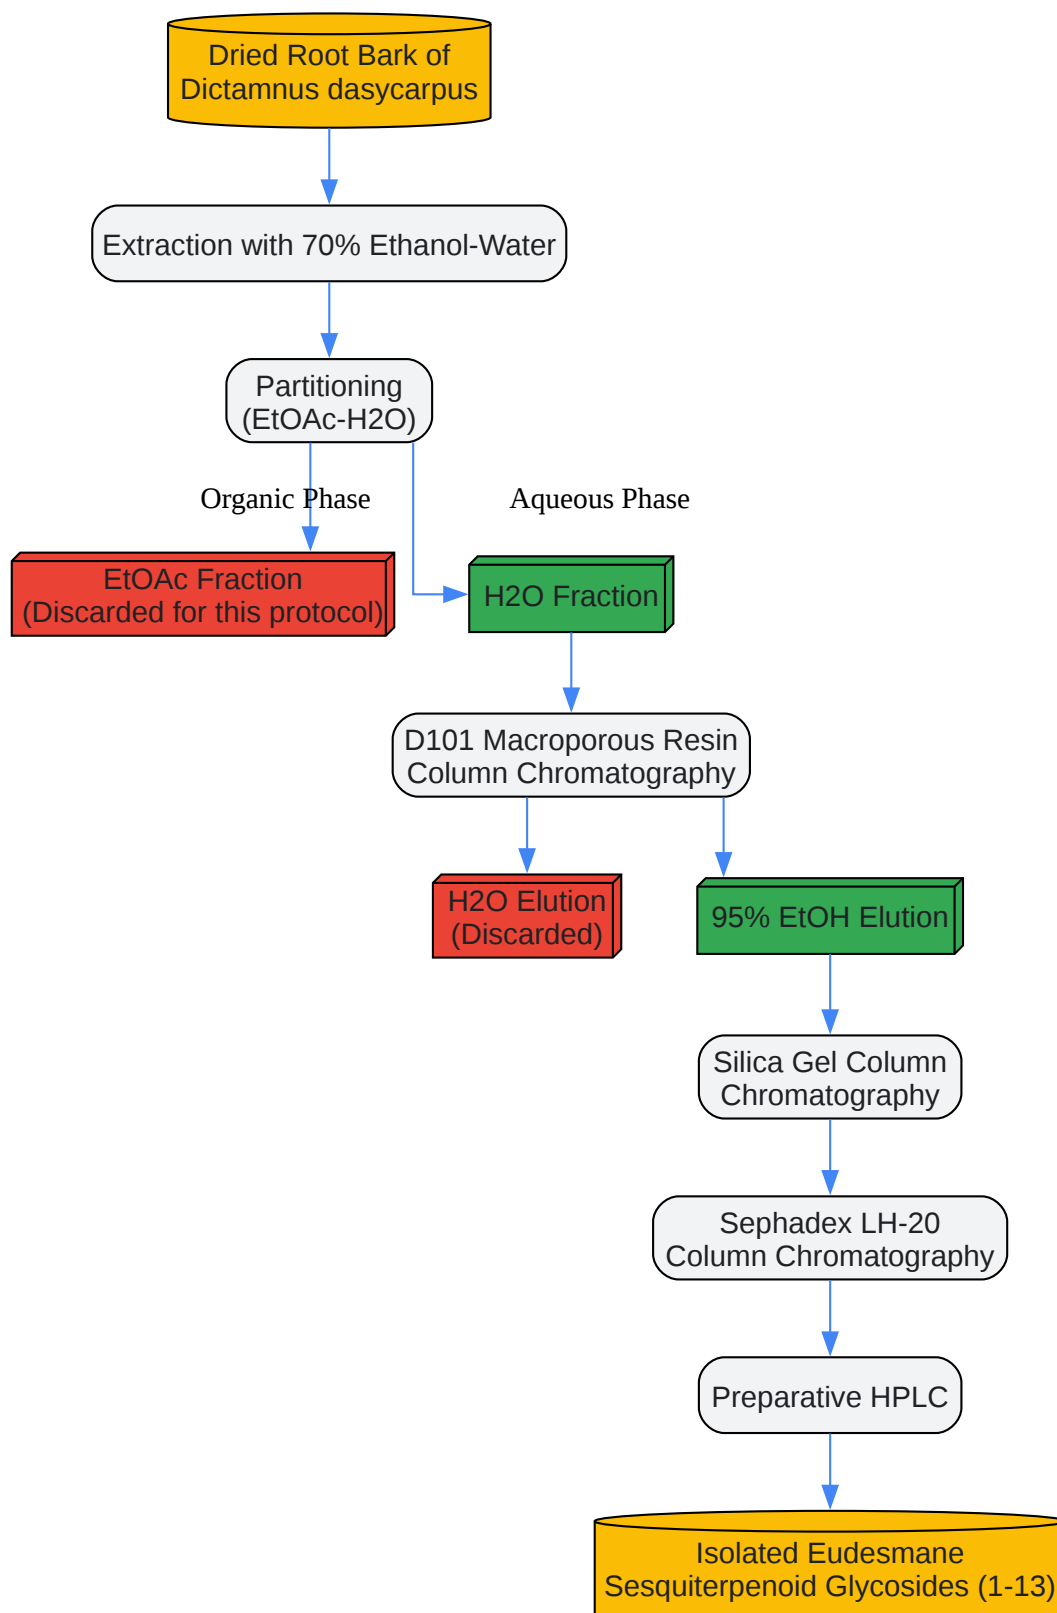 Dried Root Bark of
Dictamnus dasycarpus
Extraction with 70% Ethanol-Water
Partitioning
(EtOAc-H2O)
Organic Phase
Aqueous Phase
EtOAc Fraction
(Discarded for this protocol)
H2O Fraction
D101 Macroporous Resin
Column Chromatography
H2O Elution
(Discarded)
95% EtOH Elution
Silica Gel Column
Chromatography
Sephadex LH-20
Column Chromatography
Preparative HPLC
Isolated Eudesmane
Sesquiterpenoid Glycosides (1-13)